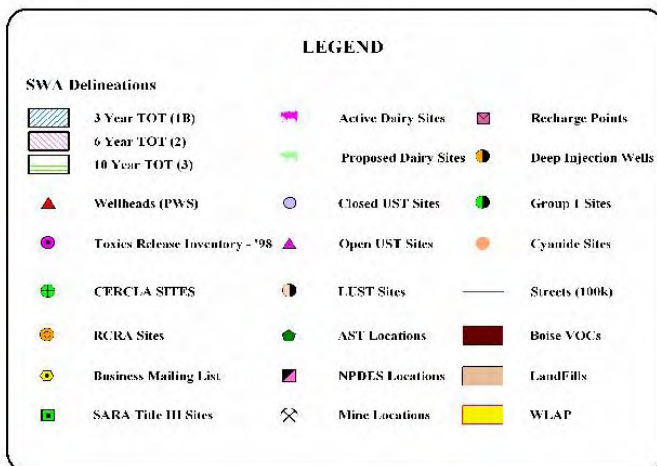 LEGEND
SWA Delineations
3 Year TOT (1B)
6 Year TOT (2)
10 Year TOT (3)
Wellheads (PWS)
Toxics Release Inventory - '98
CERCLA SITES
RCRA Sites
Business Mailing List
SARA Title III Sites
Active Dairy Sites
Proposed Dairy Sites
Closed UST Sites
Open UST Sites
LUST Sites
AST Locations
NPDES Locations
Mine Locations
Recharge Points
Deep Injection Wells
Group 1 Sites
Cyanide Sites
Streets (100k)
Boise VOCs
LandFills
WLAP